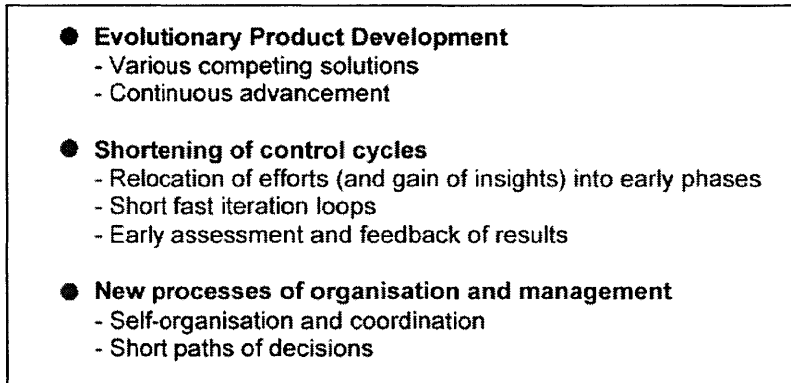 ● Evolutionary Product Development
- Various competing solutions
- Continuous advancement
● Shortening of control cycles
- Relocation of efforts (and gain of insights) into early phases
- Short fast iteration loops
- Early assessment and feedback of results
● New processes of organisation and management
- Self-organisation and coordination
- Short paths of decisions